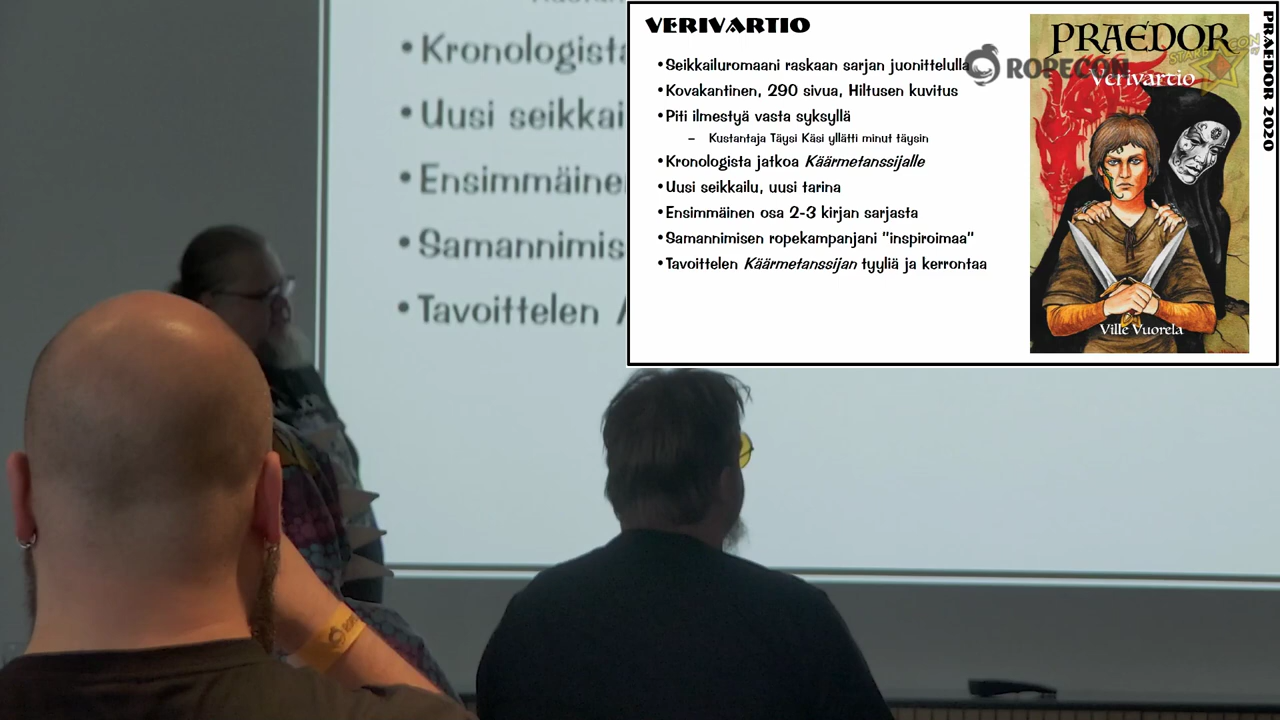 Kronologista
• Uusi seikkai
• Ensimmäine
• Samannimis
• Tavoittelen
VERIVARTIO
• Seikkailuromaani raskaan sarjan juonittelulla
• Kovakantinen, 290 sivua, Hiltusen kuvitus
• Piti ilmestyä vasta syksyllä
– Kustantaja Täysi Käsi yllätti minut täysin
• Kronologista jatkoa Käärmetanssijalle
• Uusi seikkailu, uusi tarina
• Ensimmäinen osa 2-3 kirjan sarjasta
• Samannimisen ropekampanjani "inspiroimaa"
• Tavoittelen Käärmetanssijan tyyliä ja kerrontaa
ROPECON
PRAEDOR
Verivartio
Ville Vuorela
PRAEDOR 2020